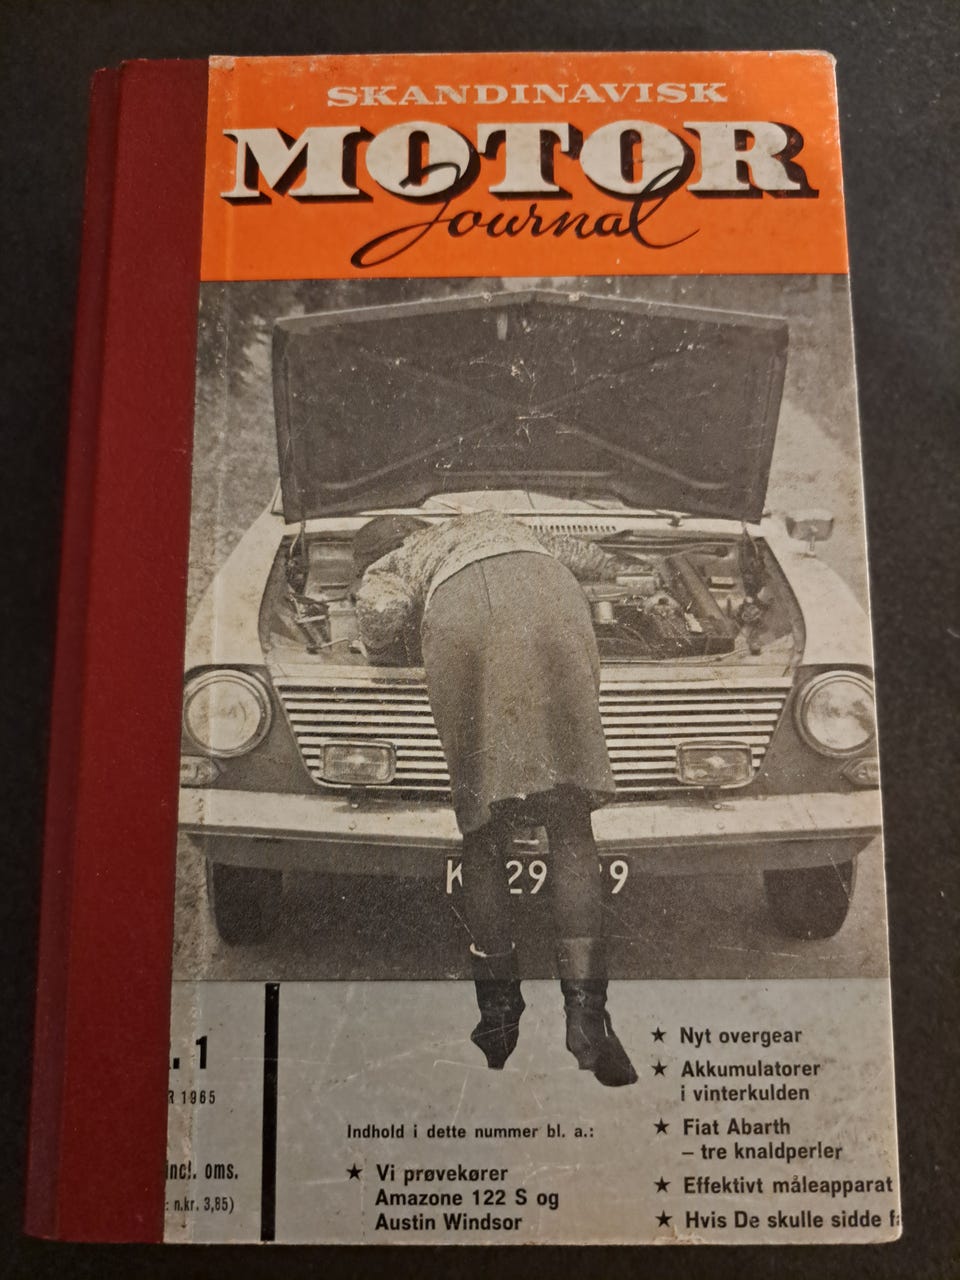 SKANDINAVISK
MOTOR
Journal
K 29 29
. 1
R 1965
incl. oms.
: n.kr. 3,85)
Indhold i dette nummer bl. a.:
★ Vi prøvekører
Amazone 122 S og
Austin Windsor
★ Nyt overgear
★ Akkumulatorer
i vinterkulden
★ Fiat Abarth
– tre knaldperler
★ Effektivt måleapparat
★ Hvis De skulle sidde